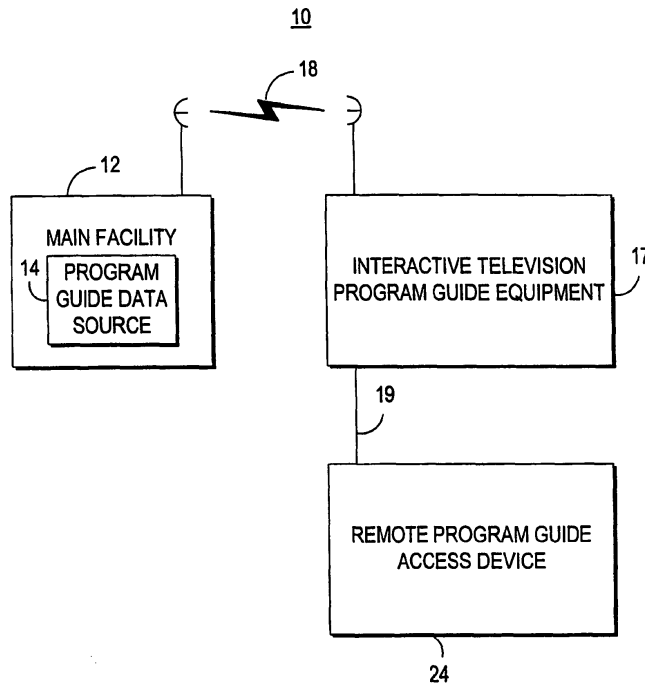 10
18
12
MAIN FACILITY
14
PROGRAM
GUIDE DATA
SOURCE
INTERACTIVE TELEVISION
PROGRAM GUIDE EQUIPMENT
17
19
REMOTE PROGRAM GUIDE
ACCESS DEVICE
24